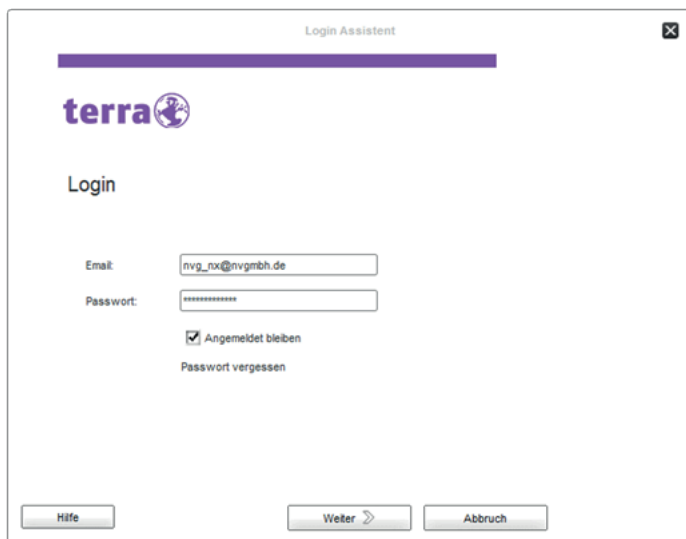 Login Assistent
terra
Login
Email: nvg_nx@nvgmbh.de
Passwort: *************
Angemeldet bleiben
Passwort vergessen
Hilfe
Weiter
Abbruch